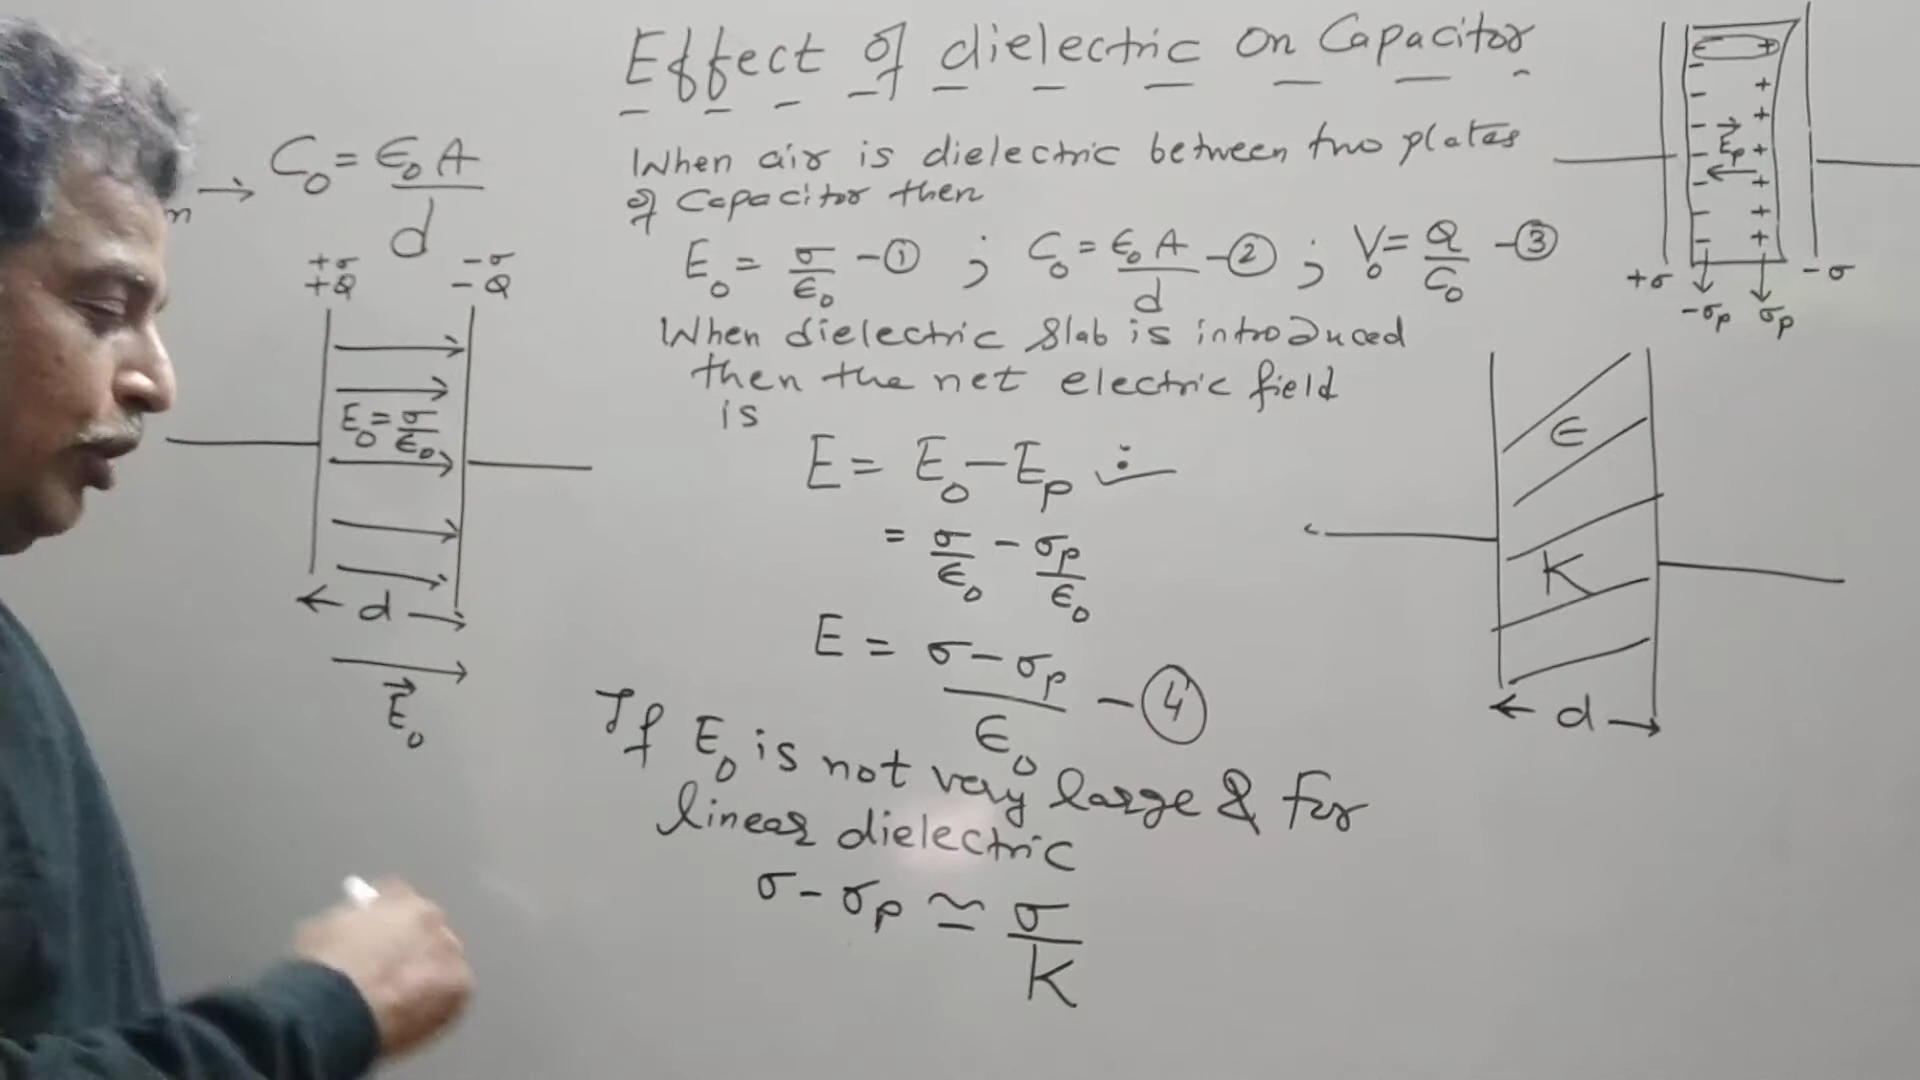 Effect of dielectric on Capacitor
When air is dielectric between two plates
of Capacitor then
E₀ = σ/ε₀ -① ; C₀ = ε₀A/d -② ; V₀ = Q/C₀ -③
When dielectric slab is introduced
then the net electric field
is
E = E₀ - Eₚ
= σ/ε₀ - σₚ/ε₀
E = (σ - σₚ)/ε₀ -④
If E₀ is not very large & for
linear dielectric
σ - σₚ ≃ σ/K
n → C₀ = ε₀A/d
+σ -σ
+Q -Q
E₀ = σ/ε₀
← d →
E⃗₀
- +
- +
- +
- E⃗ₚ +
- +
- +
- +
+σ -σ
-σₚ σₚ
ε
K
← d →